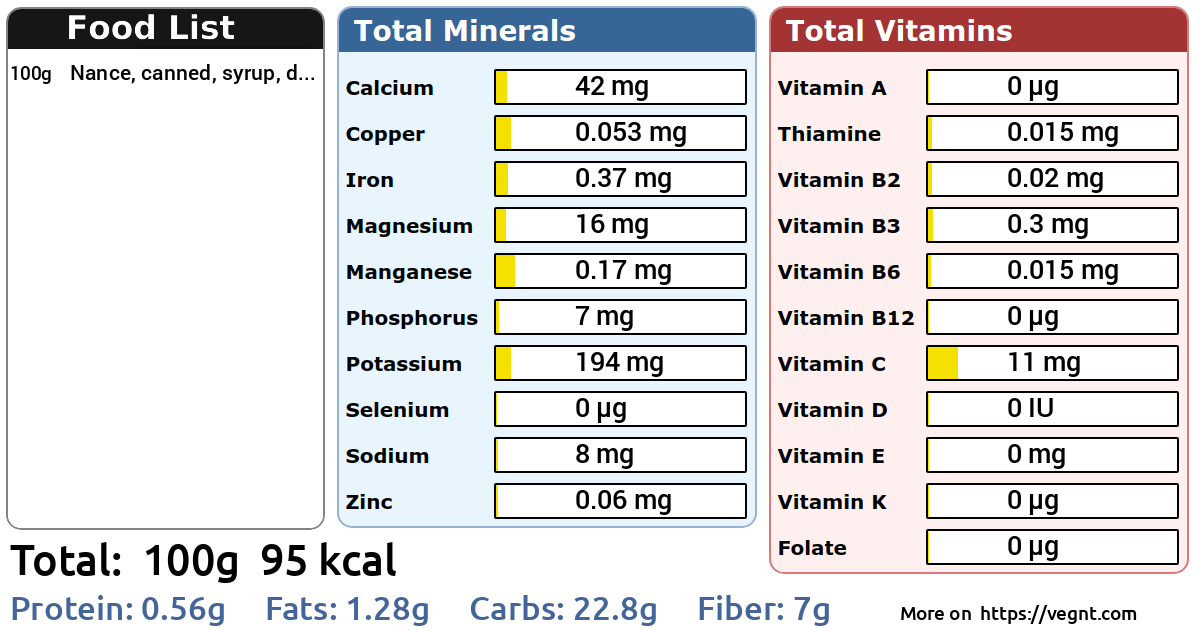 Food List
100g Nance, canned, syrup, d...
Total Minerals
Calcium 42 mg
Copper 0.053 mg
Iron 0.37 mg
Magnesium 16 mg
Manganese 0.17 mg
Phosphorus 7 mg
Potassium 194 mg
Selenium 0 µg
Sodium 8 mg
Zinc 0.06 mg
Total Vitamins
Vitamin A 0 µg
Thiamine 0.015 mg
Vitamin B2 0.02 mg
Vitamin B3 0.3 mg
Vitamin B6 0.015 mg
Vitamin B12 0 µg
Vitamin C 11 mg
Vitamin D 0 IU
Vitamin E 0 mg
Vitamin K 0 µg
Folate 0 µg
Total: 100g 95 kcal
Protein: 0.56g Fats: 1.28g Carbs: 22.8g Fiber: 7g
More on https://vegnt.com